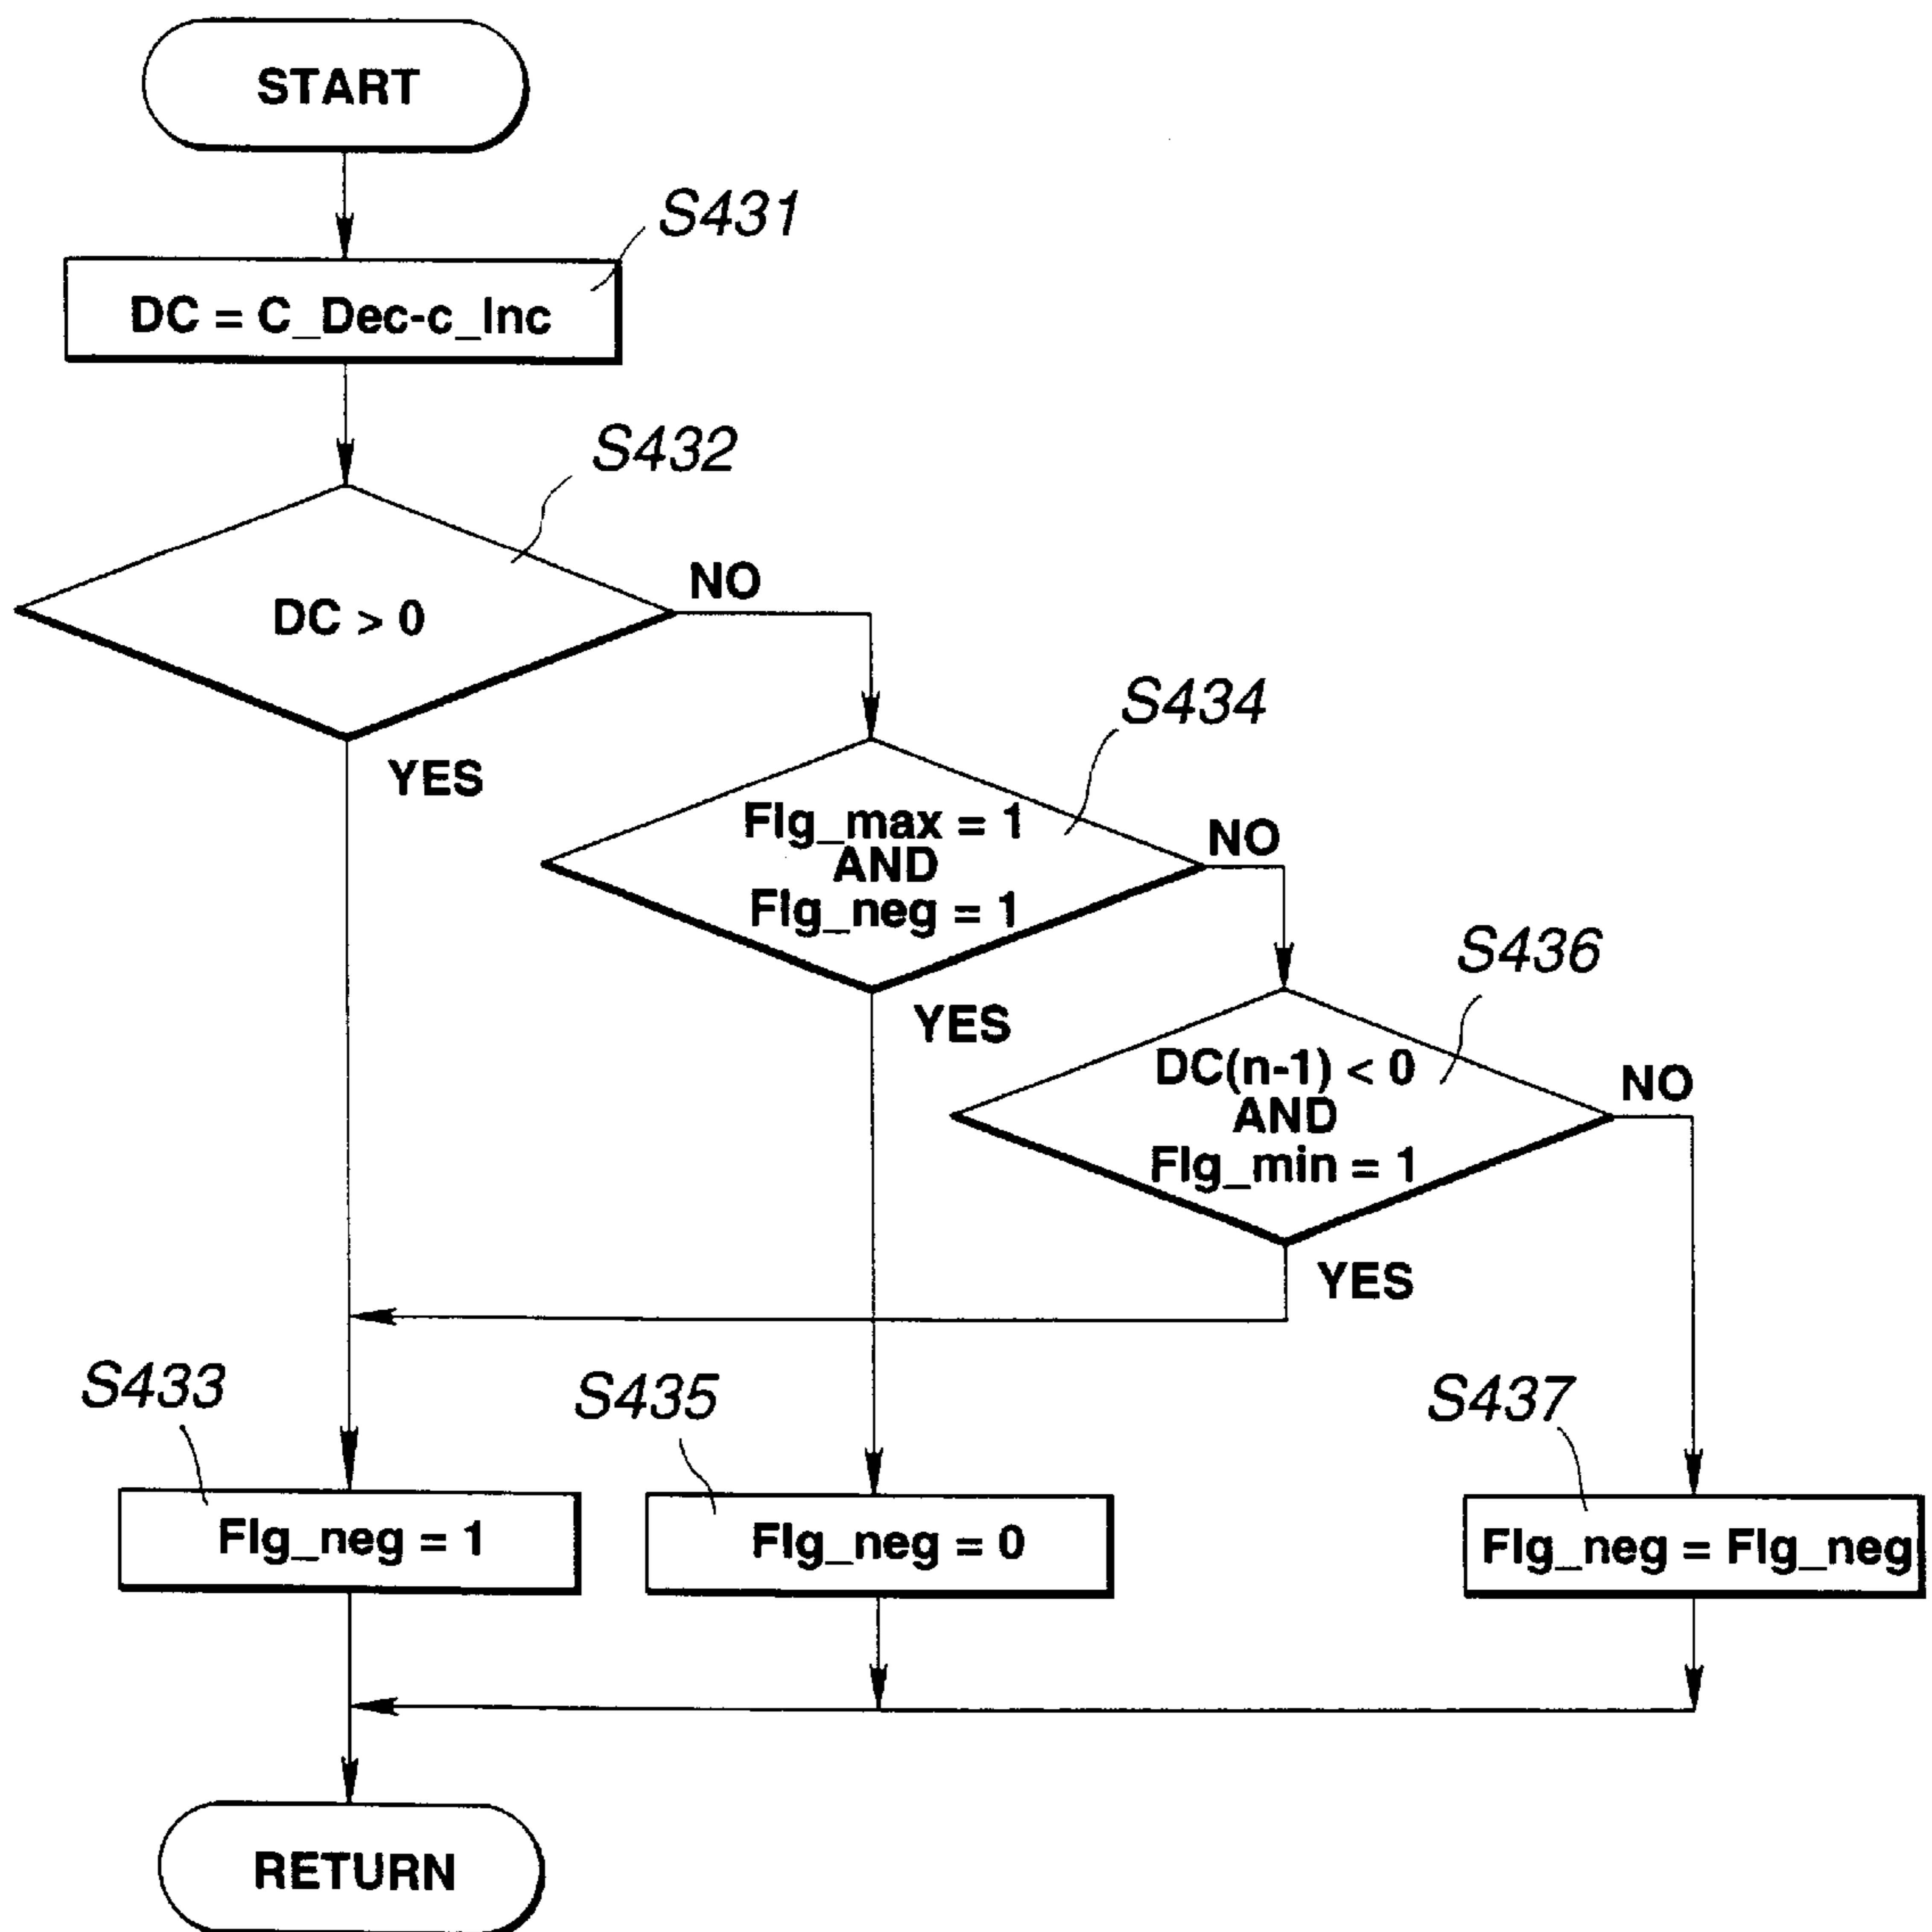 START
S431
DC = C_Dec-c_Inc
S432
DC > 0
NO
YES
S434
Flg_max = 1
AND
Flg_neg = 1
NO
YES
S436
DC(n-1) < 0
AND
Flg_min = 1
NO
YES
S433
S435
S437
Flg_neg = 1
Flg_neg = 0
Flg_neg = Flg_neg
RETURN